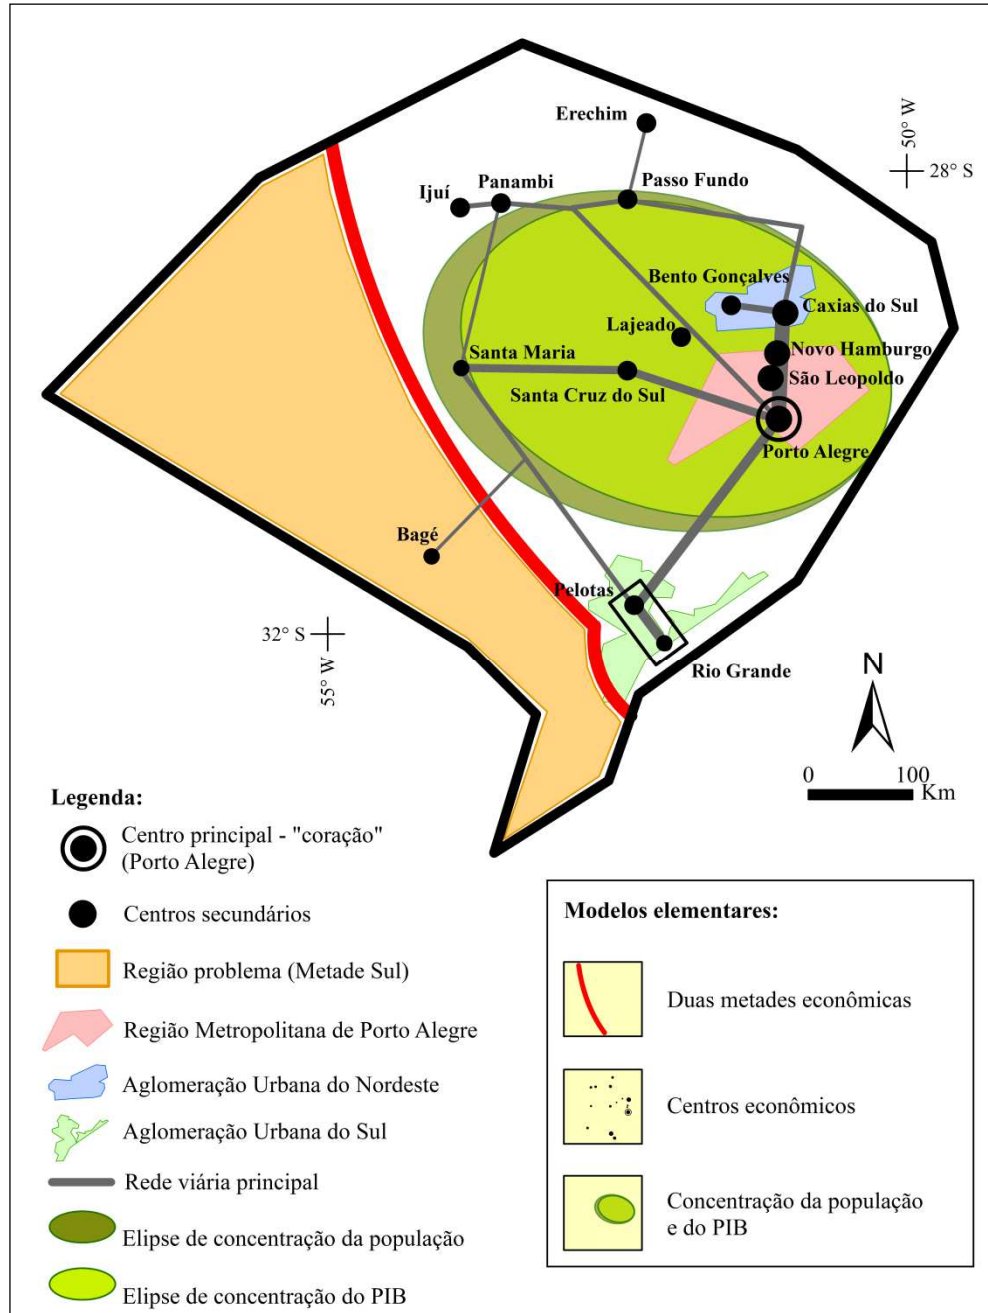 50° W
28° S
Erechim
Ijuí
Panambi
Passo Fundo
Bento Gonçalves
Caxias do Sul
Lajeado
Novo Hamburgo
Santa Maria
São Leopoldo
Santa Cruz do Sul
Porto Alegre
Bagé
Pelotas
32° S
55° W
Rio Grande
N
0 100
Km
Legenda:
Centro principal - "coração"
(Porto Alegre)
Centros secundários
Região problema (Metade Sul)
Região Metropolitana de Porto Alegre
Aglomeração Urbana do Nordeste
Aglomeração Urbana do Sul
Rede viária principal
Elipse de concentração da população
Elipse de concentração do PIB
Modelos elementares:
Duas metades econômicas
Centros econômicos
Concentração da população
e do PIB